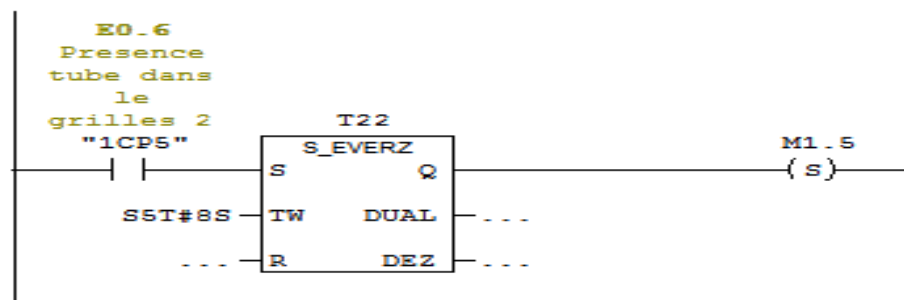 E0.6
Presence
tube dans
le
grilles 2
"1CP5"
T22
S_EVERZ
M1.5
S Q
(s)
S5T#8S TW DUAL ...
... R DEZ ...